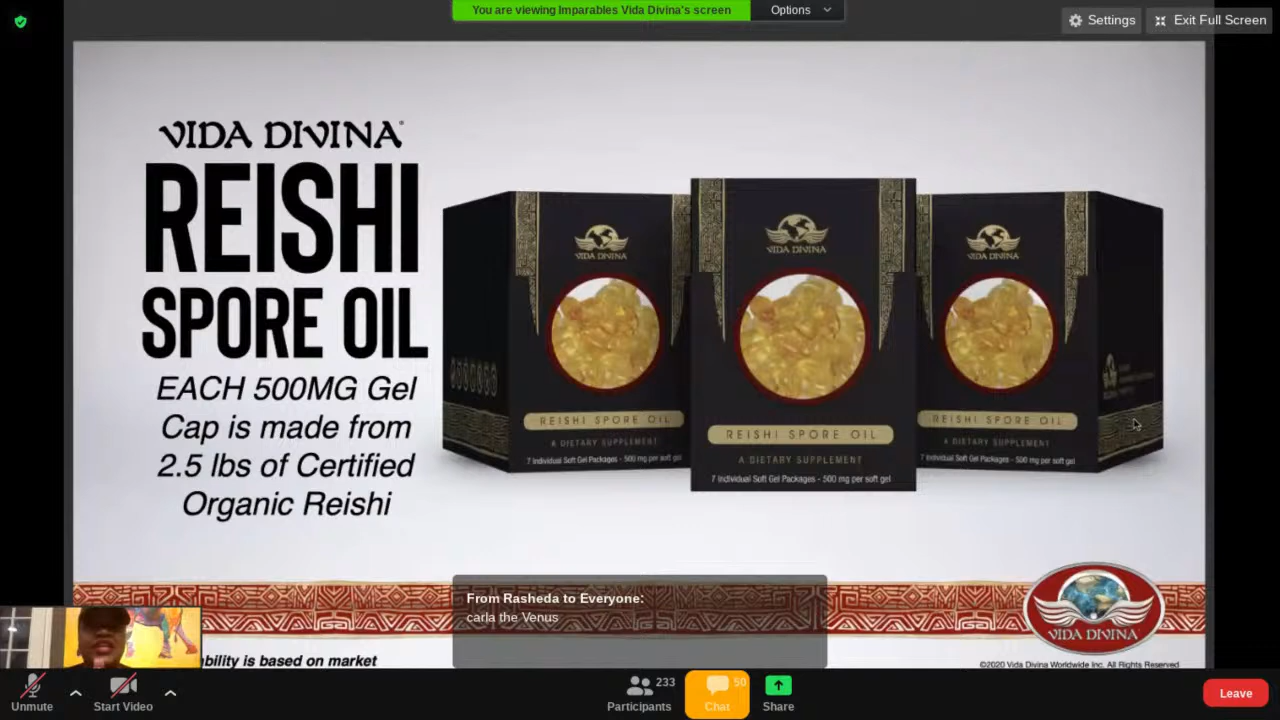 You are viewing Imparables Vida Divina's screen
Options
Settings
Exit Full Screen
VIDA DIVINA
REISHI
SPORE OIL
EACH 500MG Gel
Cap is made from
2.5 lbs of Certified
Organic Reishi
VIDA DIVINA
REISHI SPORE OIL
A DIETARY SUPPLEMENT
7 Individual Soft Gel Packages - 500 mg per soft gel
VIDA DIVINA
REISHI SPORE OIL
A DIETARY SUPPLEMENT
7 Individual Soft Gel Packages - 500 mg per soft gel
VIDA DIVINA
REISHI SPORE OIL
A DIETARY SUPPLEMENT
7 Individual Soft Gel Packages - 500 mg per soft gel
From Rasheda to Everyone:
carla the Venus
VIDA DIVINA
is based on market
©2020 Vida Divina Worldwide Inc. All Rights Reserved
Unmute
Start Video
233
Participants
50
Chat
Share
Leave